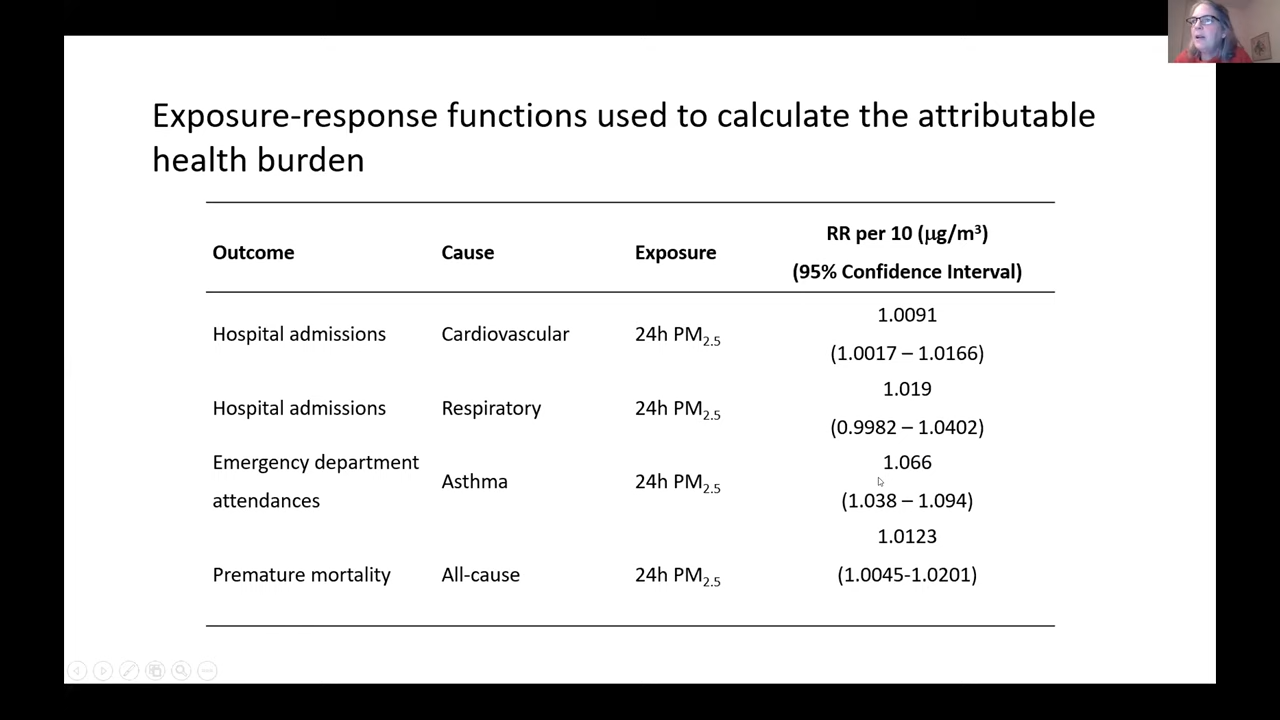 Exposure-response functions used to calculate the attributable
health burden
Outcome
Cause
Exposure
RR per 10 (µg/m³)
(95% Confidence Interval)
Hospital admissions
Cardiovascular
24h PM₂.₅
1.0091
(1.0017 – 1.0166)
Hospital admissions
Respiratory
24h PM₂.₅
1.019
(0.9982 – 1.0402)
Emergency department
attendances
Asthma
24h PM₂.₅
1.066
(1.038 – 1.094)
Premature mortality
All-cause
24h PM₂.₅
1.0123
(1.0045-1.0201)